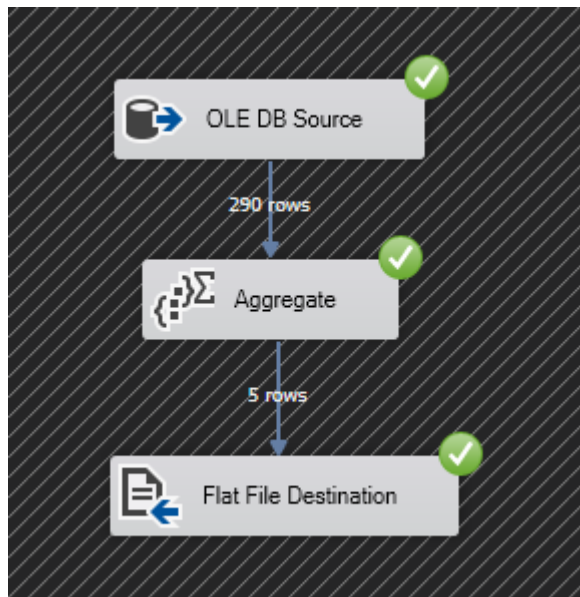 OLE DB Source
290 rows
Aggregate
5 rows
Flat File Destination